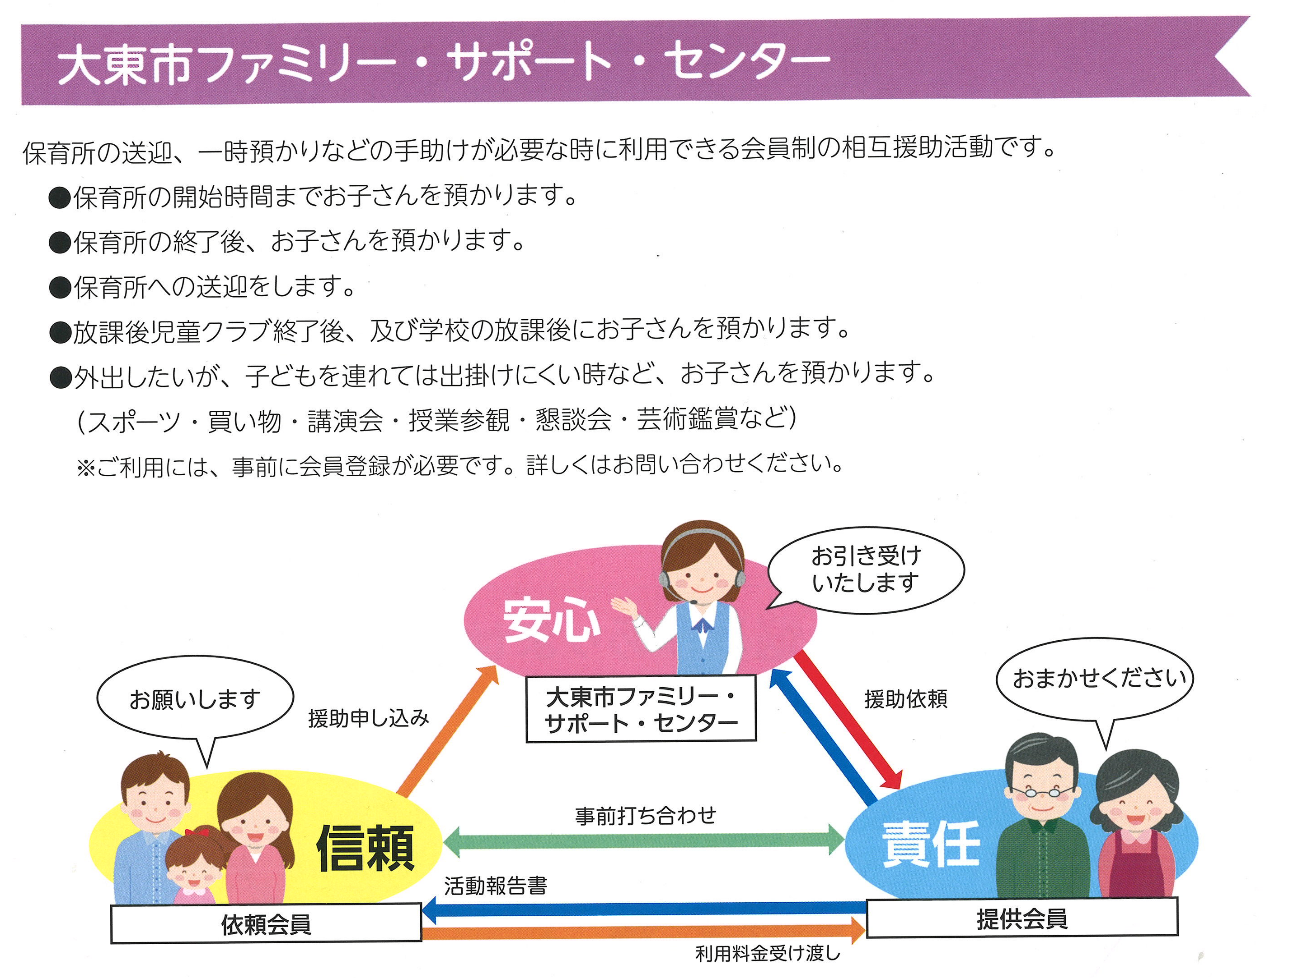 大東市ファミリー・サポート・センター
保育所の送迎、一時預かりなどの手助けが必要な時に利用できる会員制の相互援助活動です。
●保育所の開始時間までお子さんを預かります。
●保育所の終了後、お子さんを預かります。
●保育所への送迎をします。
●放課後児童クラブ終了後、及び学校の放課後にお子さんを預かります。
●外出したいが、子どもを連れては出掛けにくい時など、お子さんを預かります。
(スポーツ・買い物・講演会・授業参観・懇談会・芸術鑑賞など)
※ご利用には、事前に会員登録が必要です。詳しくはお問い合わせください。
お引き受け
いたします
安心
大東市ファミリー・
サポート・センター
お願いします
援助申し込み
援助依頼
おまかせください
事前打ち合わせ
信頼
責任
活動報告書
依頼会員
提供会員
利用料金受け渡し